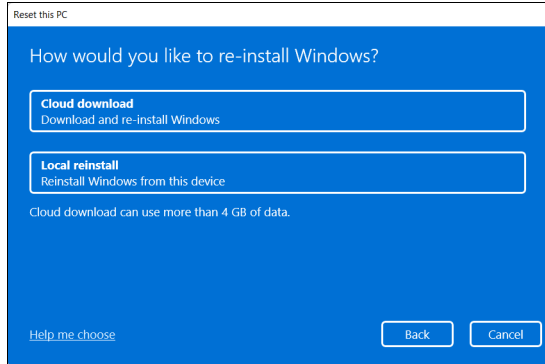 Reset this PC
How would you like to re-install Windows?
Cloud download
Download and re-install Windows
Local reinstall
Reinstall Windows from this device
Cloud download can use more than 4 GB of data.
Help me choose
Back
Cancel